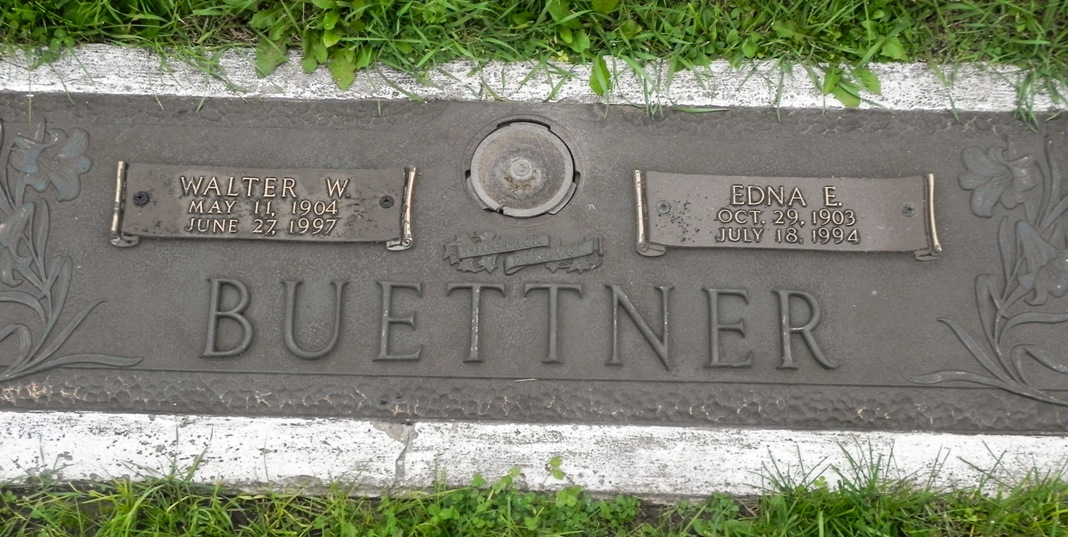 WALTER W.
MAY 11, 1904
JUNE 27, 1997
EDNA E.
OCT. 29, 1903
JULY 18, 1994
BUETTNER